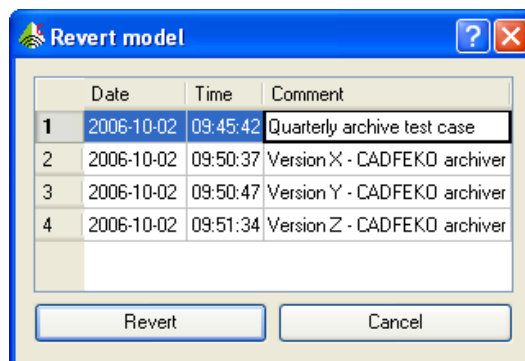 Revert model
Date Time Comment
1 2006-10-02 09:45:42 Quarterly archive test case
2 2006-10-02 09:50:37 Version X - CADFEKO archiver
3 2006-10-02 09:50:47 Version Y - CADFEKO archiver
4 2006-10-02 09:51:34 Version Z - CADFEKO archiver
Revert Cancel